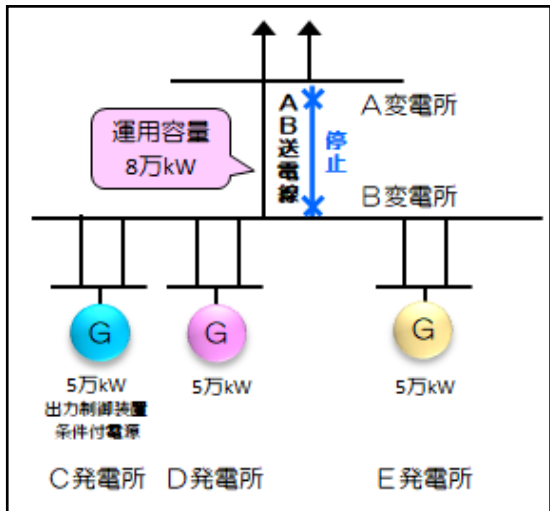 A変電所
AB送電線
停止
運用容量
8万kW
B変電所
G
G
G
5万kW
出力制御装置
条件付電源
5万kW
5万kW
C発電所
D発電所
E発電所